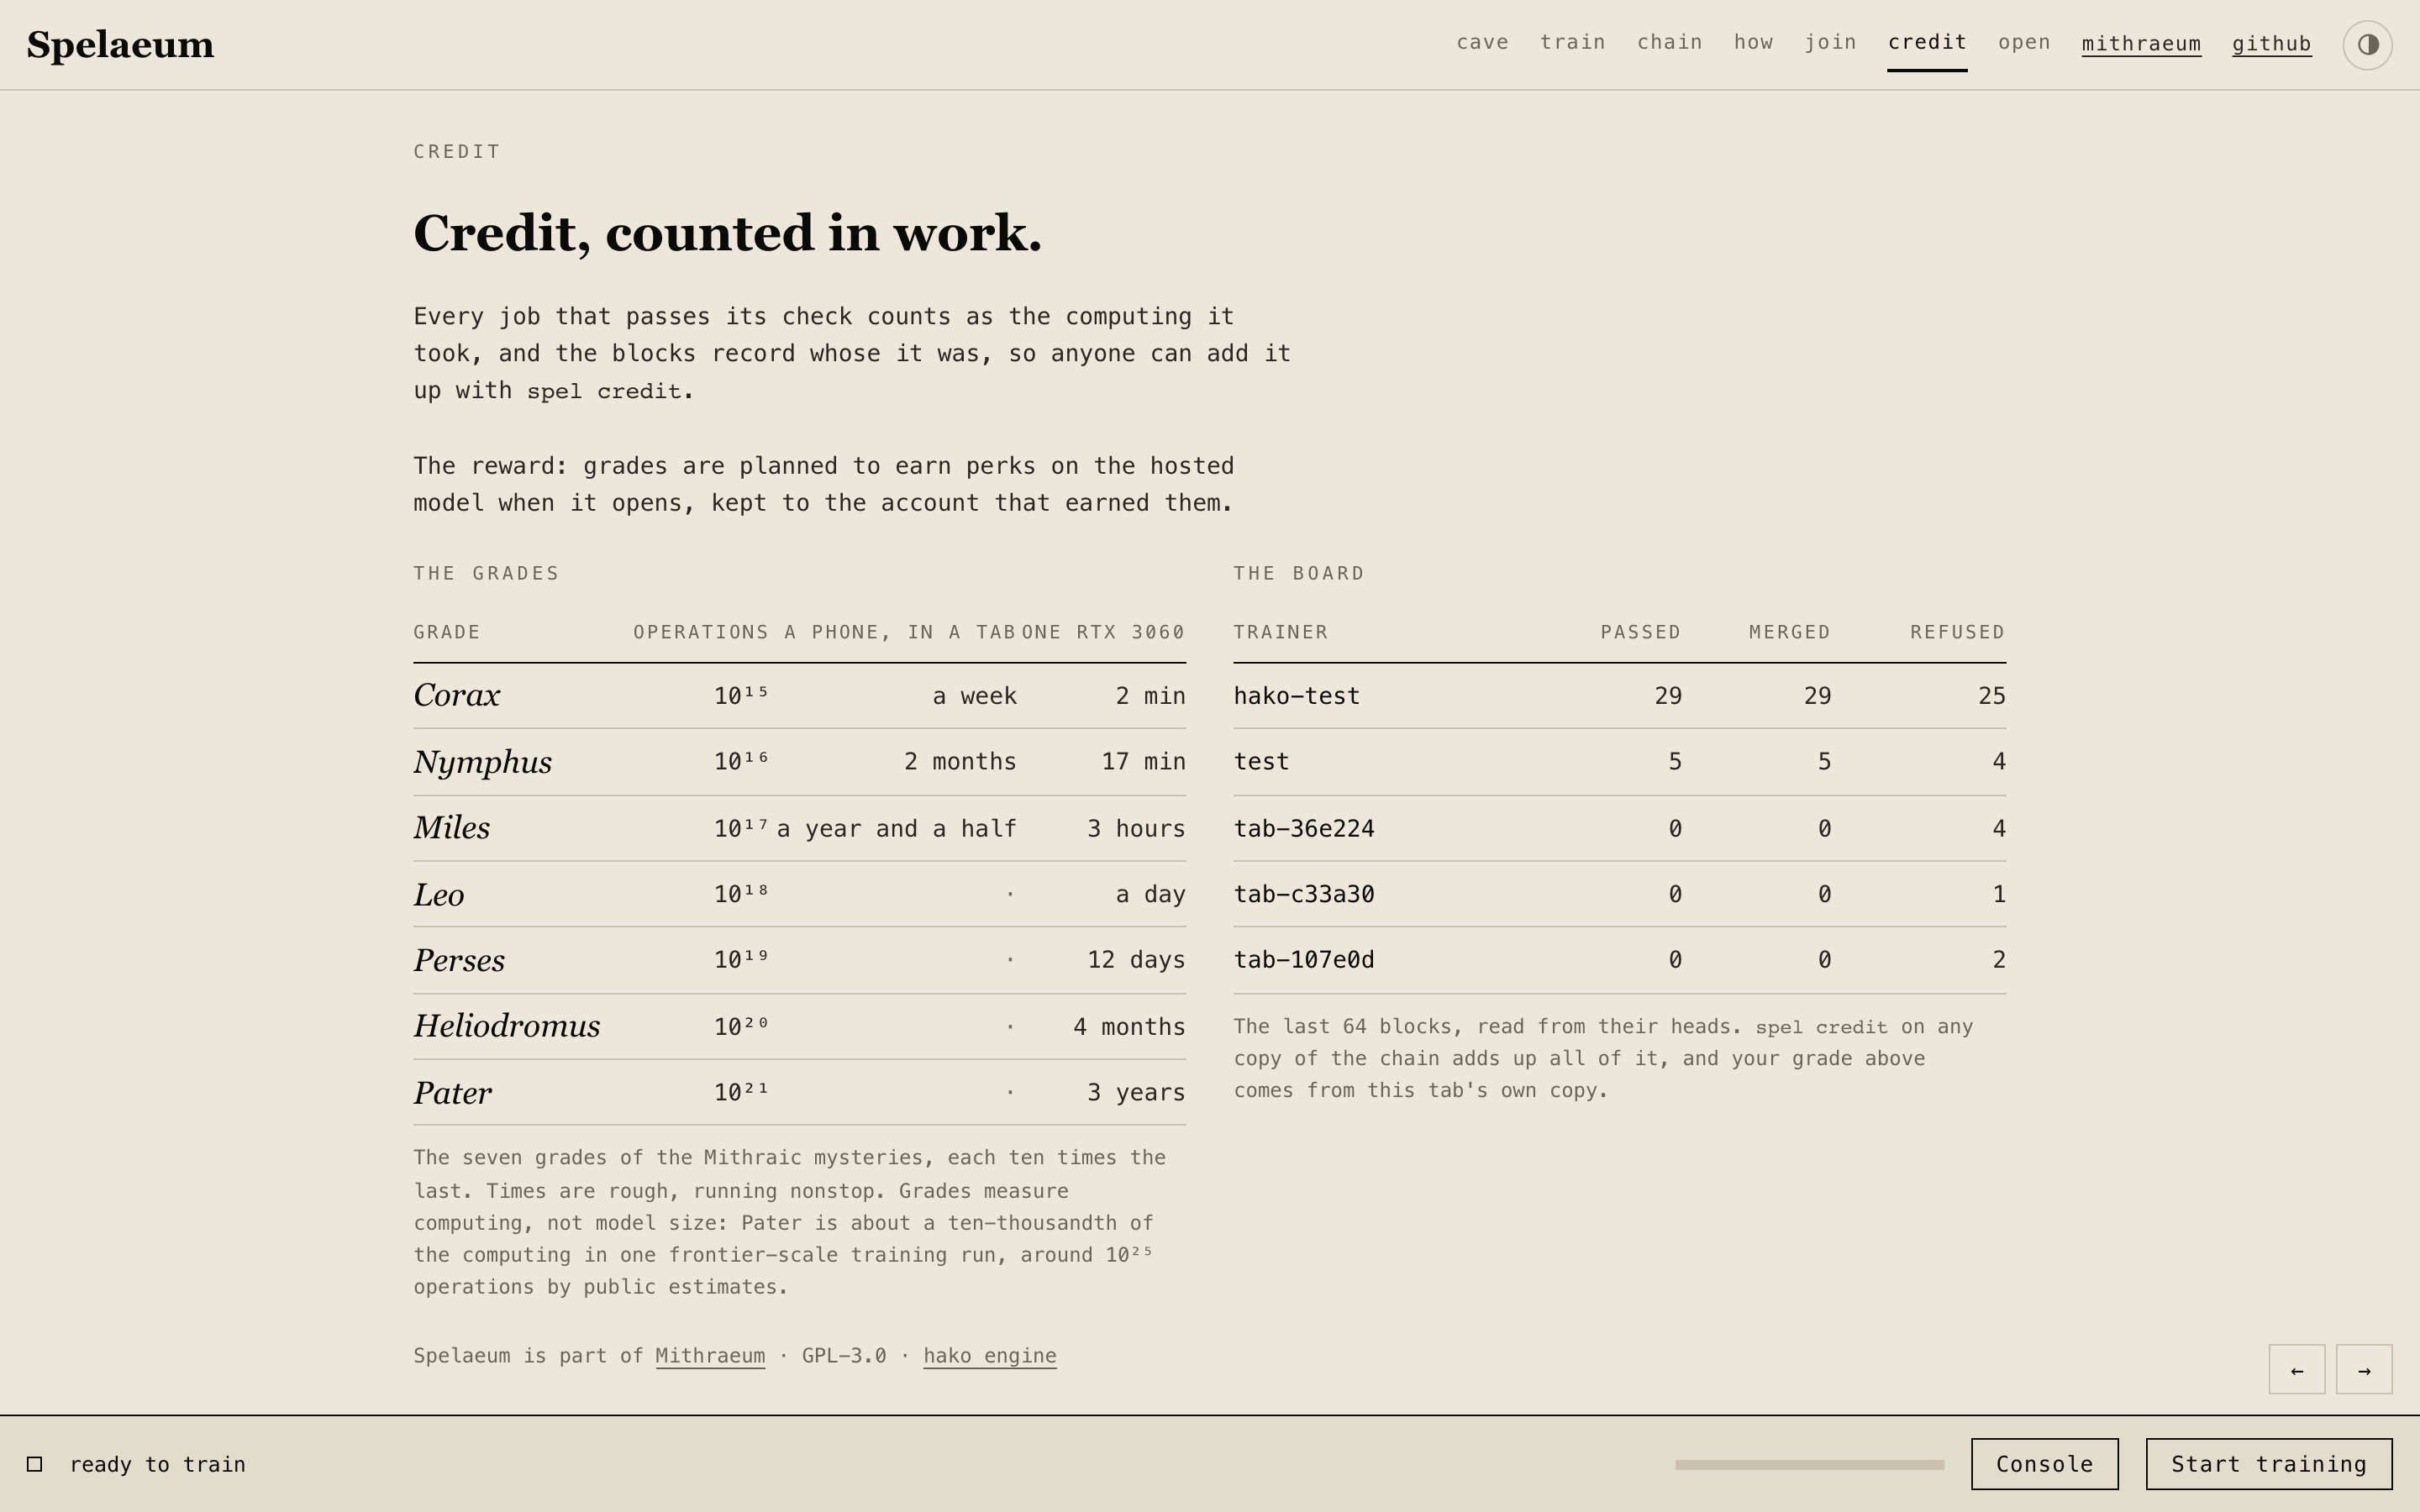 Spelaeum
cave train chain how join credit open mithraeum github
CREDIT
Credit, counted in work.
Every job that passes its check counts as the computing it
took, and the blocks record whose it was, so anyone can add it
up with spel credit.
The reward: grades are planned to earn perks on the hosted
model when it opens, kept to the account that earned them.
THE GRADES
GRADE OPERATIONS A PHONE, IN A TAB ONE RTX 3060
Corax 10¹⁵ a week 2 min
Nymphus 10¹⁶ 2 months 17 min
Miles 10¹⁷ a year and a half 3 hours
Leo 10¹⁸ · a day
Perses 10¹⁹ · 12 days
Heliodromus 10²⁰ · 4 months
Pater 10²¹ · 3 years
The seven grades of the Mithraic mysteries, each ten times the
last. Times are rough, running nonstop. Grades measure
computing, not model size: Pater is about a ten-thousandth of
the computing in one frontier-scale training run, around 10²⁵
operations by public estimates.
THE BOARD
TRAINER PASSED MERGED REFUSED
hako-test 29 29 25
test 5 5 4
tab-36e224 0 0 4
tab-c33a30 0 0 1
tab-107e0d 0 0 2
The last 64 blocks, read from their heads. spel credit on any
copy of the chain adds up all of it, and your grade above
comes from this tab's own copy.
Spelaeum is part of Mithraeum · GPL-3.0 · hako engine
← →
ready to train Console Start training